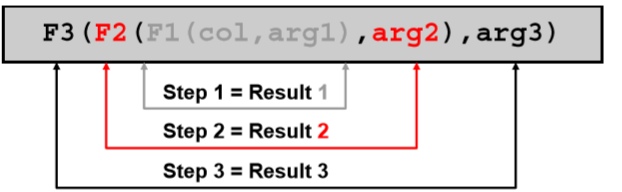 F3(F2(F1(col,arg1),arg2),arg3)
Step 1 = Result 1
Step 2 = Result 2
Step 3 = Result 3